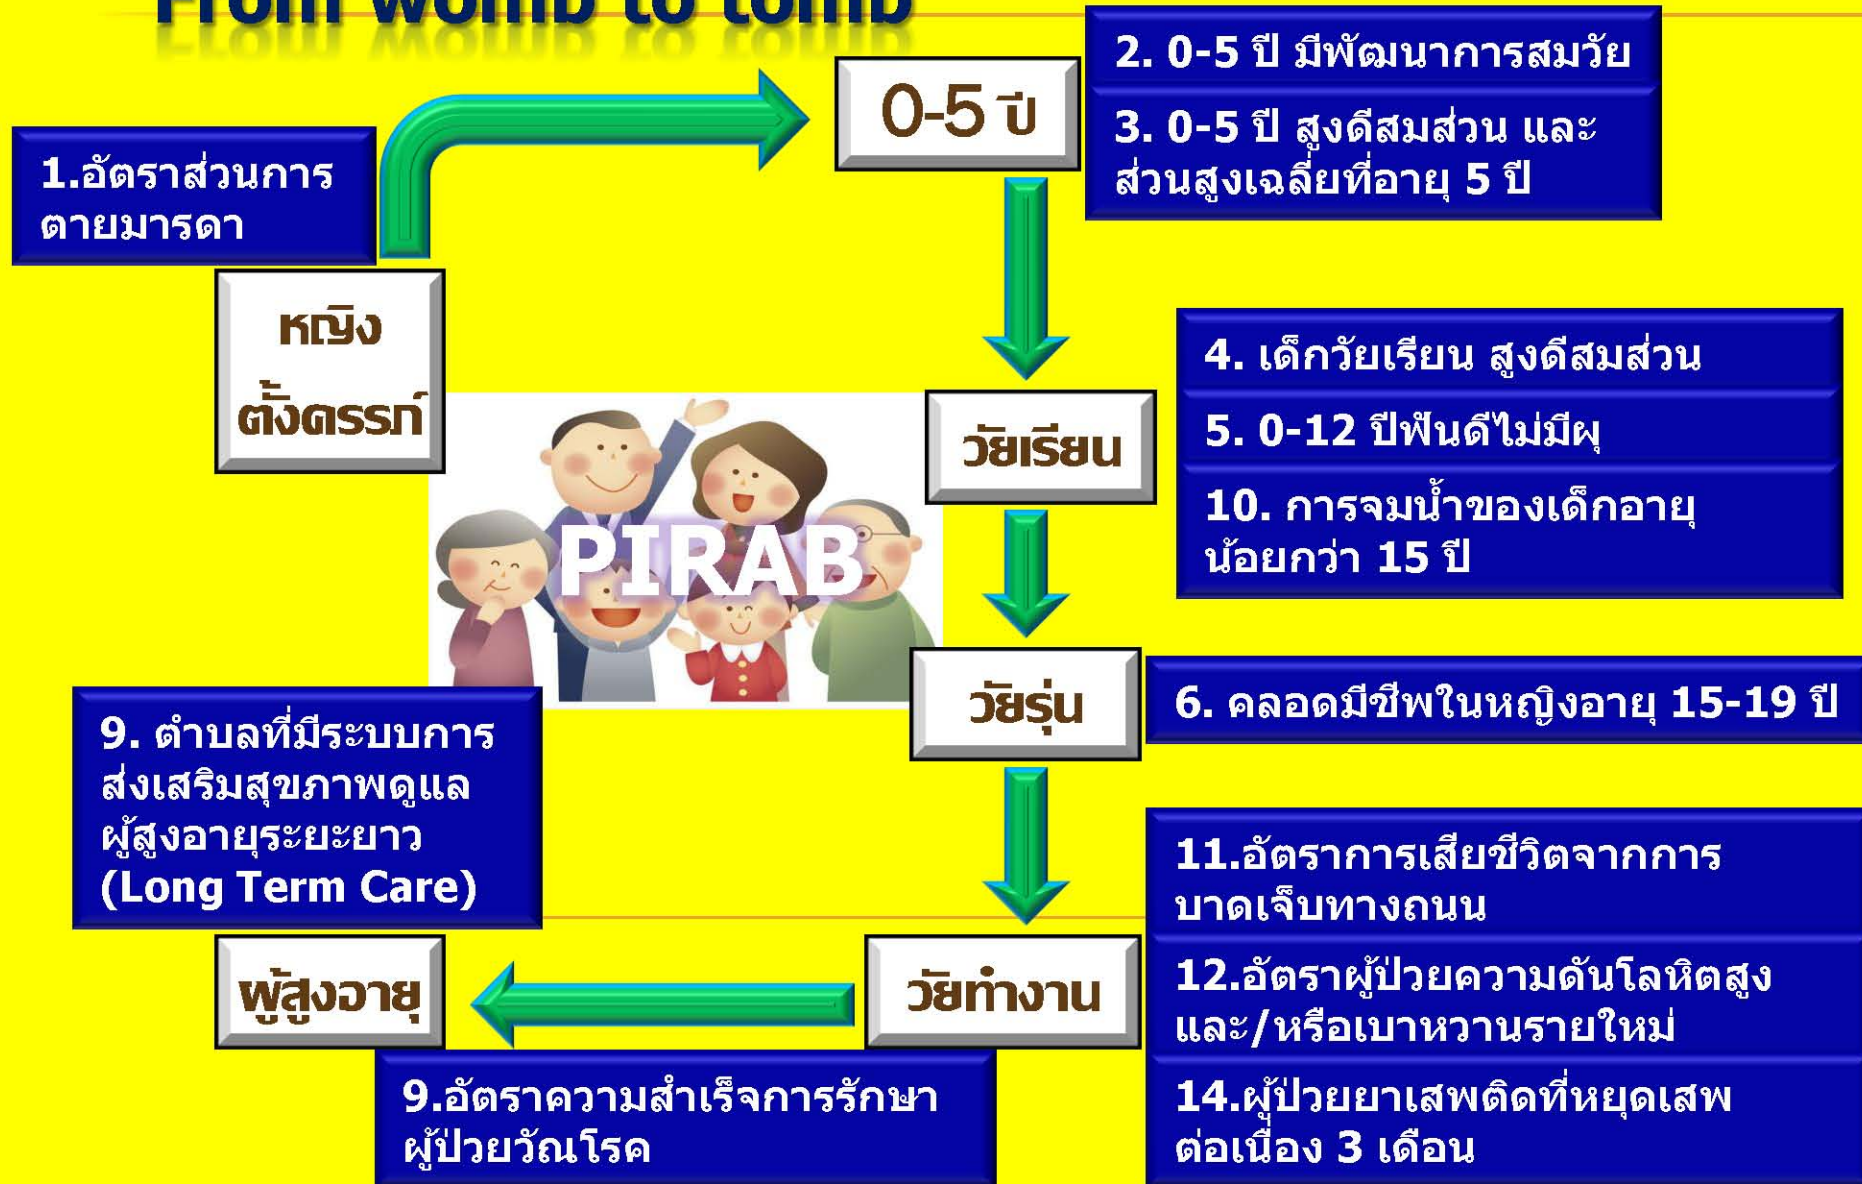 From womb to tomb
1.อัตราส่วนการ
ตายมารดา
หญิง
ตั้งครรภ์
0-5 ปี
2. 0-5 ปี มีพัฒนาการสมวัย
3. 0-5 ปี สูงดีสมส่วน และ
ส่วนสูงเฉลี่ยที่อายุ 5 ปี
วัยเรียน
4. เด็กวัยเรียน สูงดีสมส่วน
5. 0-12 ปีฟันดีไม่มีผุ
10. การจมน้ำของเด็กอายุ
น้อยกว่า 15 ปี
PIRAB
วัยรุ่น
6. คลอดมีชีพในหญิงอายุ 15-19 ปี
วัยทำงาน
11.อัตราการเสียชีวิตจากการ
บาดเจ็บทางถนน
12.อัตราผู้ป่วยความดันโลหิตสูง
และ/หรือเบาหวานรายใหม่
14.ผู้ป่วยยาเสพติดที่หยุดเสพ
ต่อเนื่อง 3 เดือน
9.อัตราความสำเร็จการรักษา
ผู้ป่วยวัณโรค
9. ตำบลที่มีระบบการ
ส่งเสริมสุขภาพดูแล
ผู้สูงอายุระยะยาว
(Long Term Care)
ผู้สูงอายุ